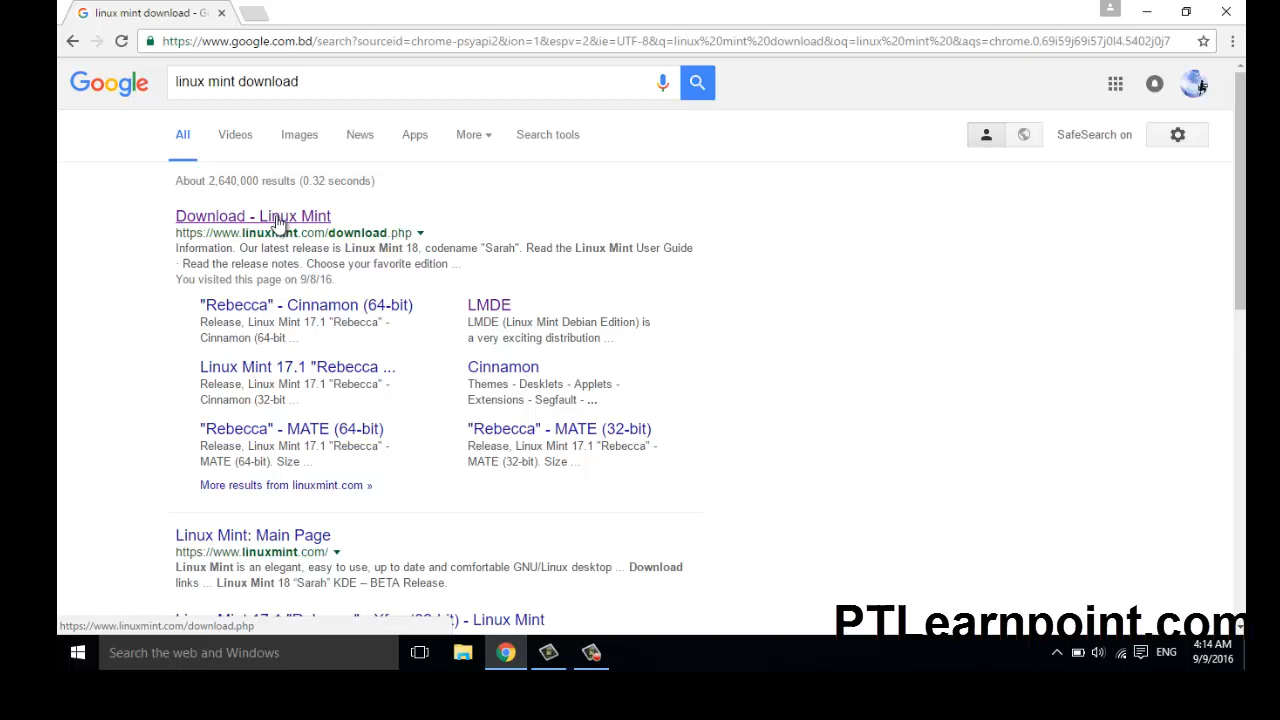 linux mint download - G
https://www.google.com.bd/search?sourceid=chrome-psyapi2&ion=1&espv=2&ie=UTF-8&q=linux%20mint%20download&oq=linux%20mint%20&aqs=chrome.0.69i59j69i57j0l4.5402j0j7
Google
linux mint download
All Videos Images News Apps More Search tools SafeSearch on
About 2,640,000 results (0.32 seconds)
Download - Linux Mint
https://www.linuxmint.com/download.php
Information. Our latest release is Linux Mint 18, codename "Sarah". Read the Linux Mint User Guide
· Read the release notes. Choose your favorite edition ...
You visited this page on 9/8/16.
"Rebecca" - Cinnamon (64-bit)
Release, Linux Mint 17.1 "Rebecca" -
Cinnamon (64-bit ...
LMDE
LMDE (Linux Mint Debian Edition) is
a very exciting distribution ...
Linux Mint 17.1 "Rebecca ...
Release, Linux Mint 17.1 "Rebecca" -
Cinnamon (32-bit ...
Cinnamon
Themes - Desklets - Applets -
Extensions - Segfault - ...
"Rebecca" - MATE (64-bit)
Release, Linux Mint 17.1 "Rebecca" -
MATE (64-bit). Size ...
"Rebecca" - MATE (32-bit)
Release, Linux Mint 17.1 "Rebecca" -
MATE (32-bit). Size ...
More results from linuxmint.com »
Linux Mint: Main Page
https://www.linuxmint.com/
Linux Mint is an elegant, easy to use, up to date and comfortable GNU/Linux desktop ... Download
links ... Linux Mint 18 “Sarah” KDE – BETA Release.
Linux Mint 17.1 "Rebecca" - Xfce (32-bit) - Linux Mint
https://www.linuxmint.com/download.php
PTLearnpoint.com
Search the web and Windows
ENG
4:14 AM
9/9/2016